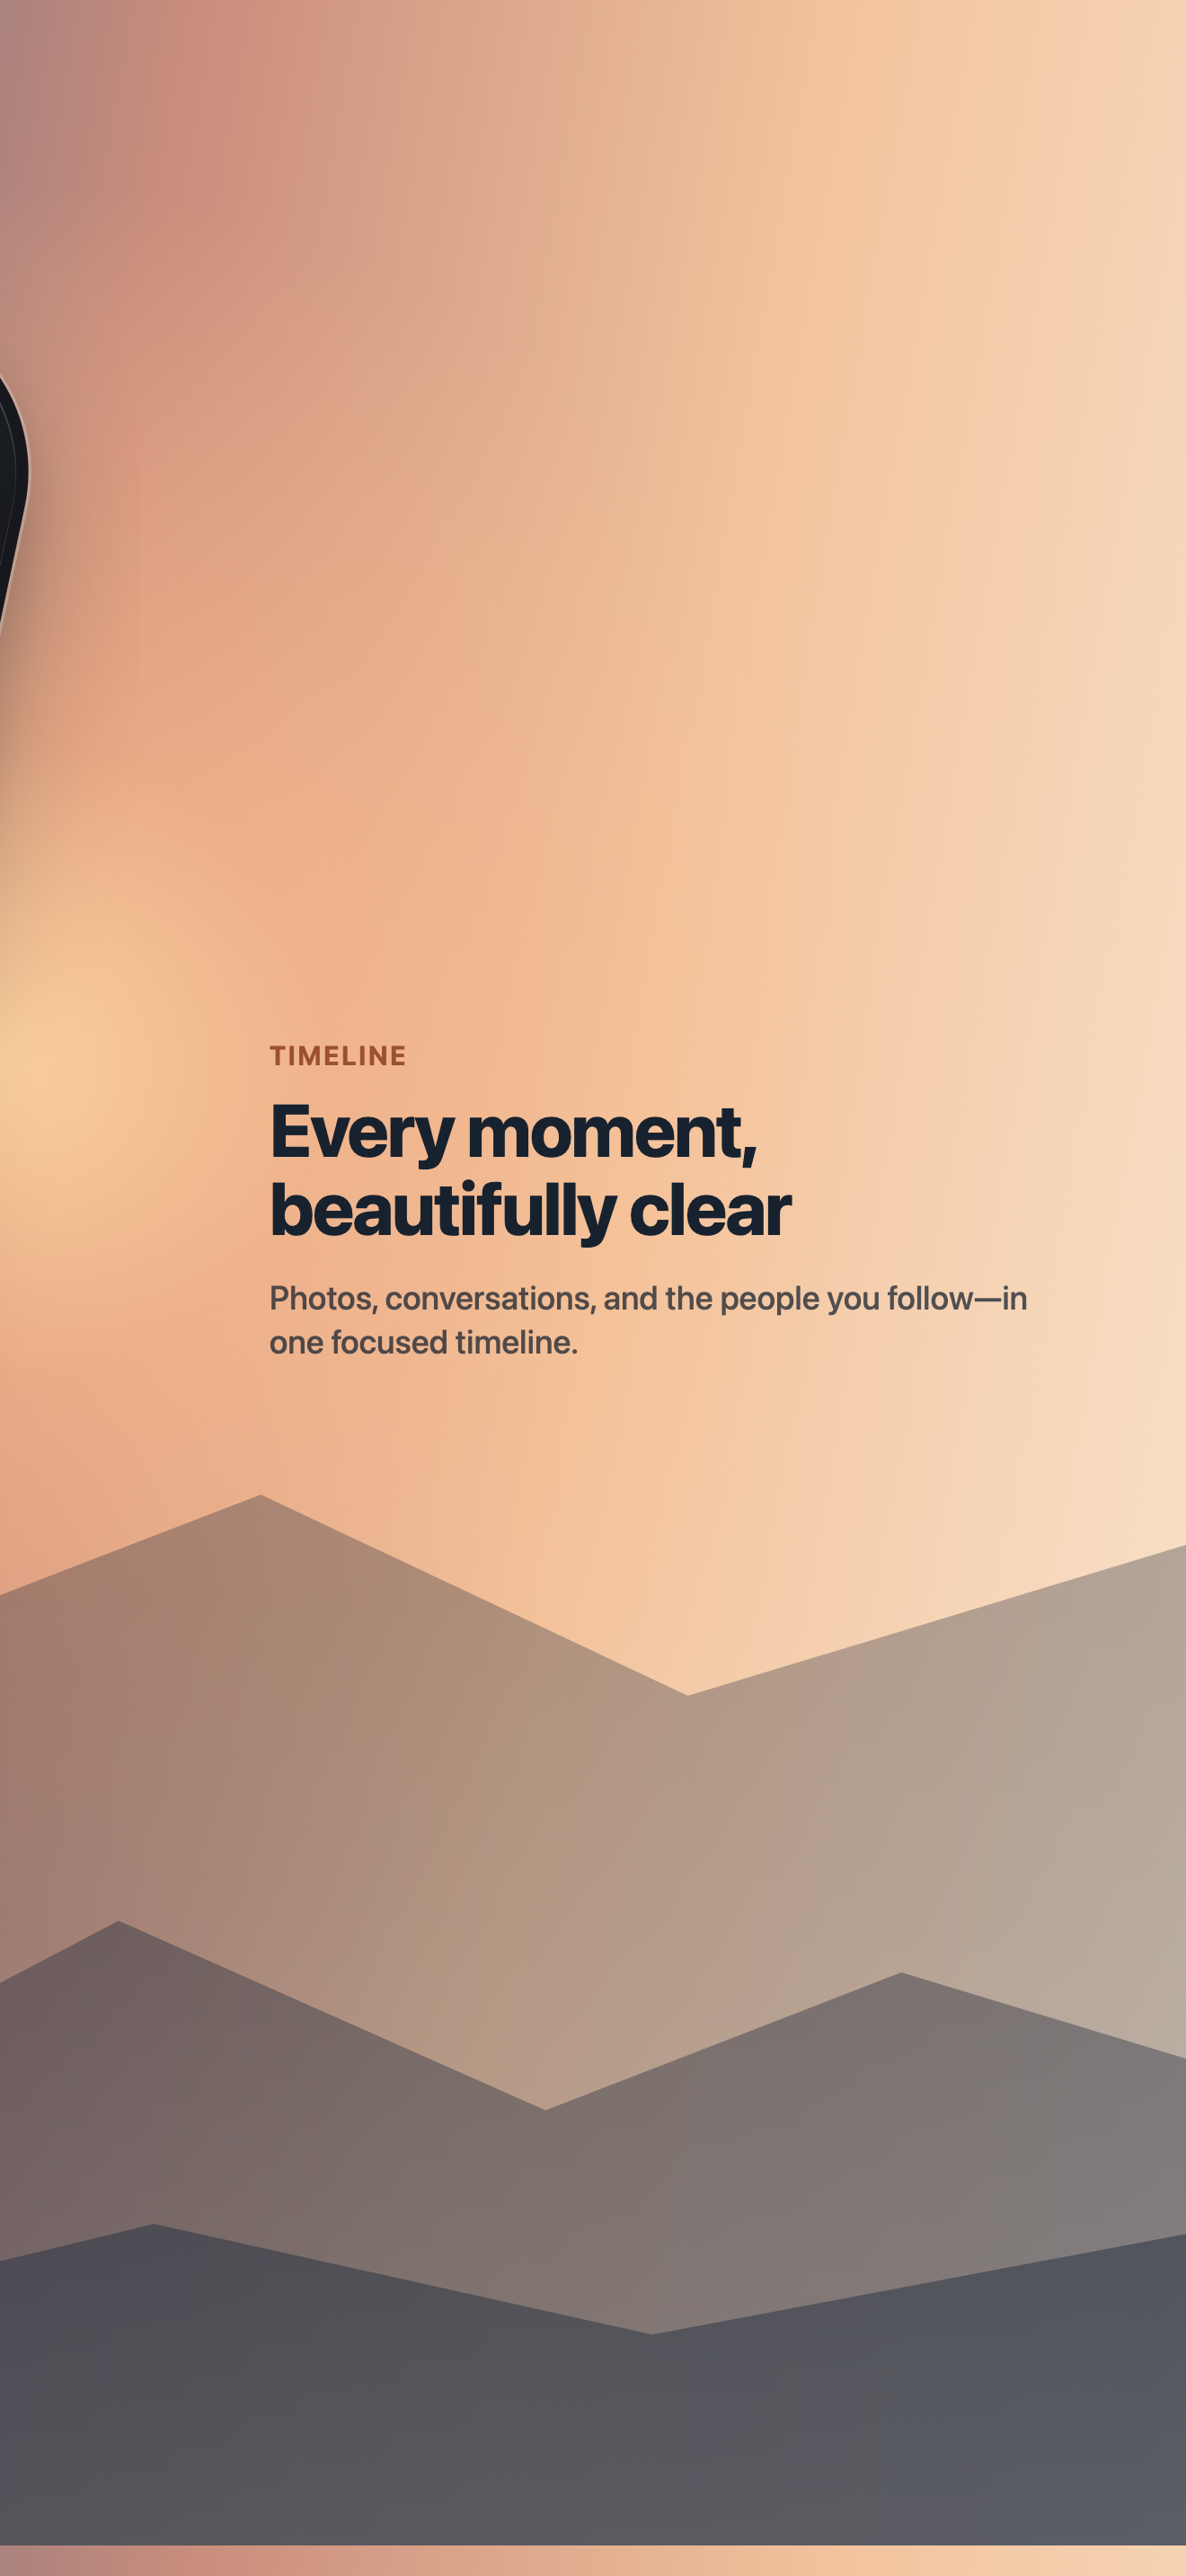 TIMELINE
Every moment,
beautifully clear
Photos, conversations, and the people you follow—in
one focused timeline.